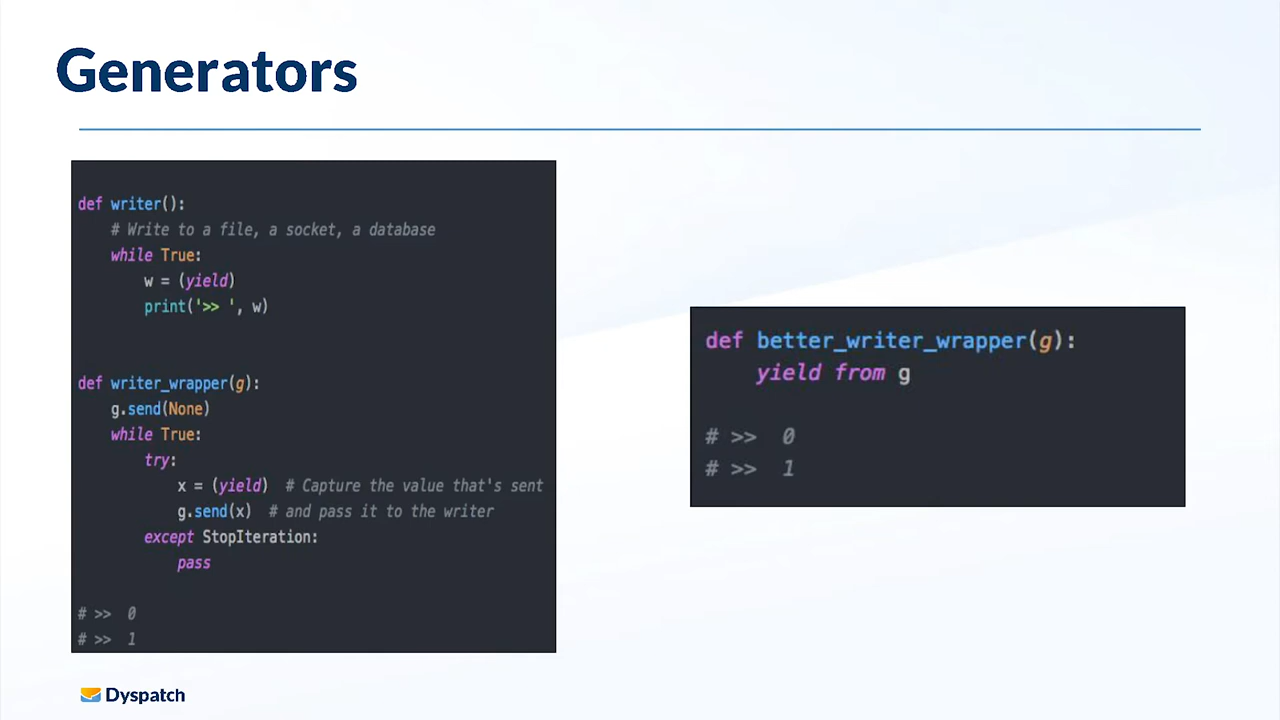 Generators
def writer():
    # Write to a file, a socket, a database
    while True:
        w = (yield)
        print('>> ', w)
def writer_wrapper(g):
    g.send(None)
    while True:
        try:
            x = (yield)  # Capture the value that's sent
            g.send(x)  # and pass it to the writer
        except StopIteration:
            pass
# >>  0
# >>  1
def better_writer_wrapper(g):
    yield from g
# >>  0
# >>  1
Dyspatch